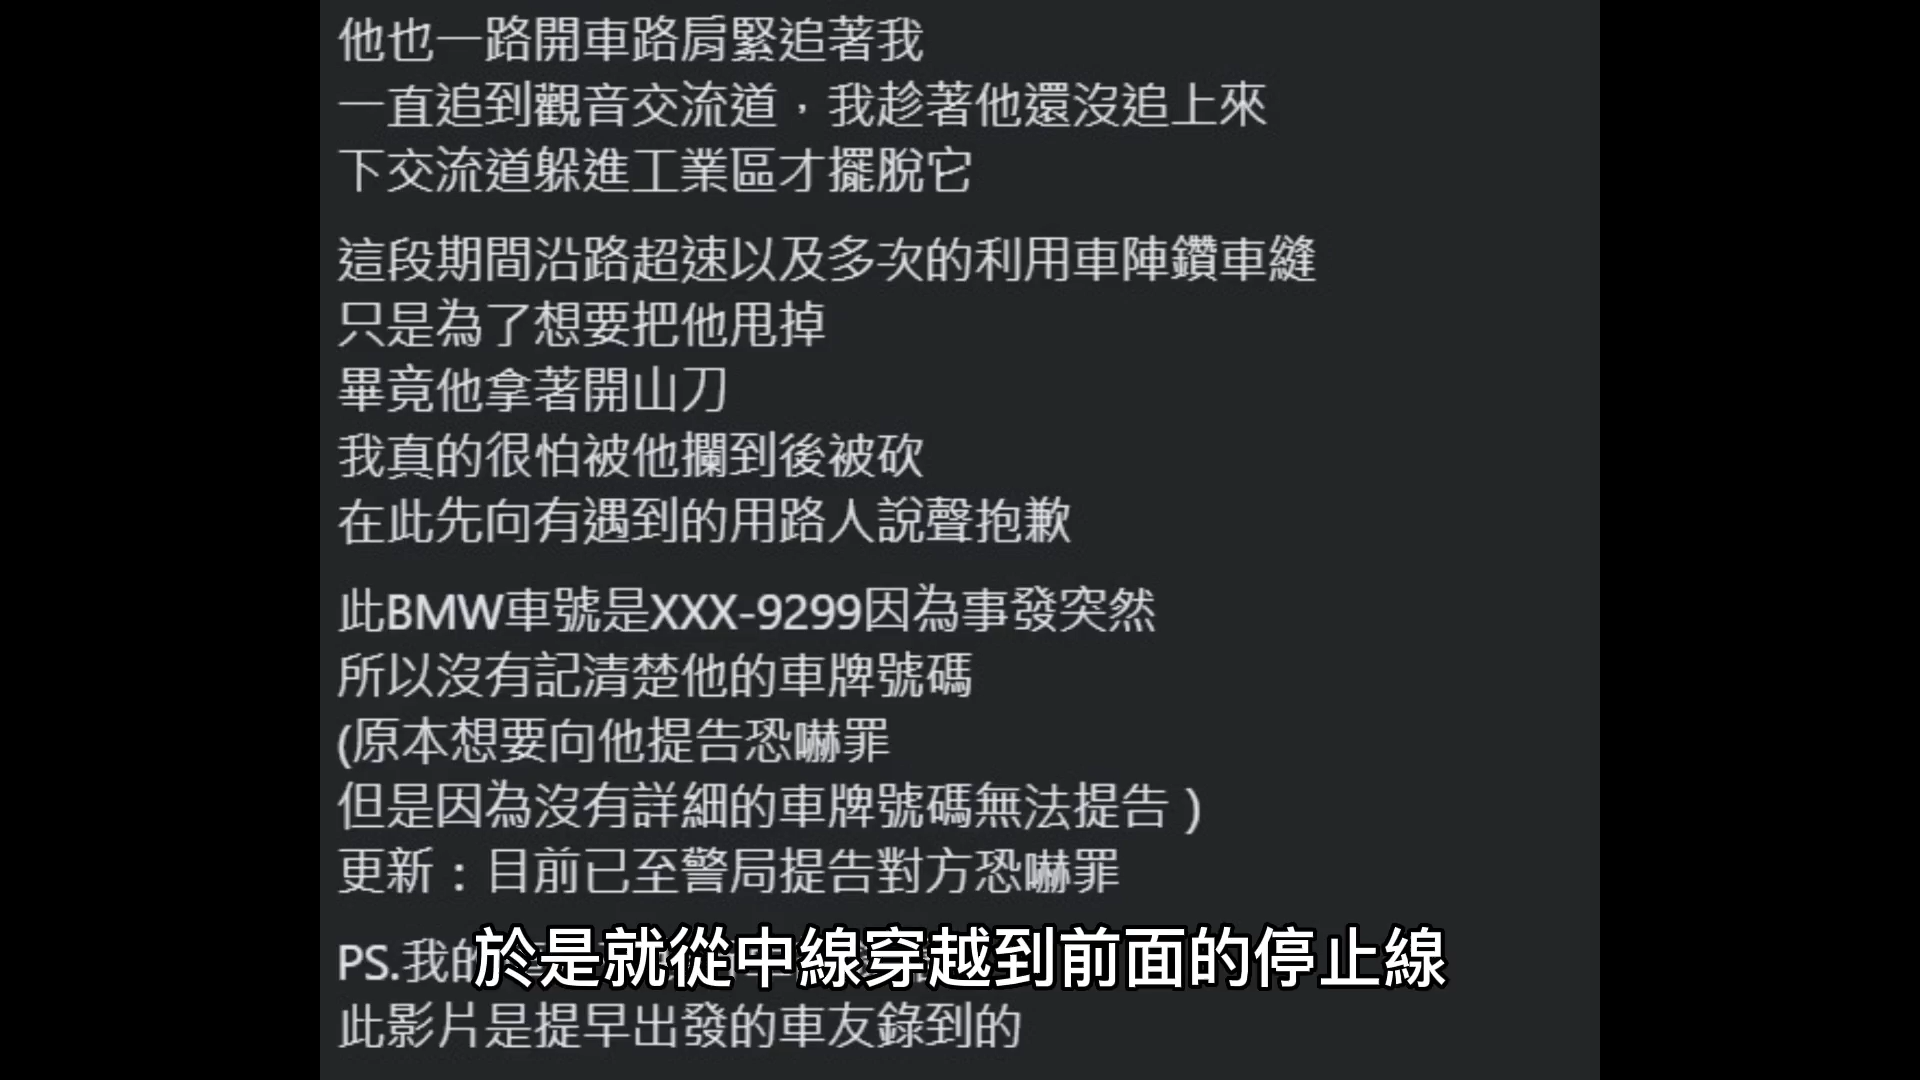 他也一路開車路肩緊追著我
一直追到觀音交流道，我趁著他還沒追上來
下交流道躲進工業區才擺脫它
這段期間沿路超速以及多次的利用車陣鑽車縫
只是為了想要把他甩掉
畢竟他拿著開山刀
我真的很怕被他攔到後被砍
在此先向有遇到的用路人說聲抱歉
此BMW車號是XXX-9299因為事發突然
所以沒有記清楚他的車牌號碼
(原本想要向他提告恐嚇罪
但是因為沒有詳細的車牌號碼無法提告)
更新：目前已至警局提告對方恐嚇罪
PS.我的
於是就從中線穿越到前面的停止線
此影片是提早出發的車友錄到的